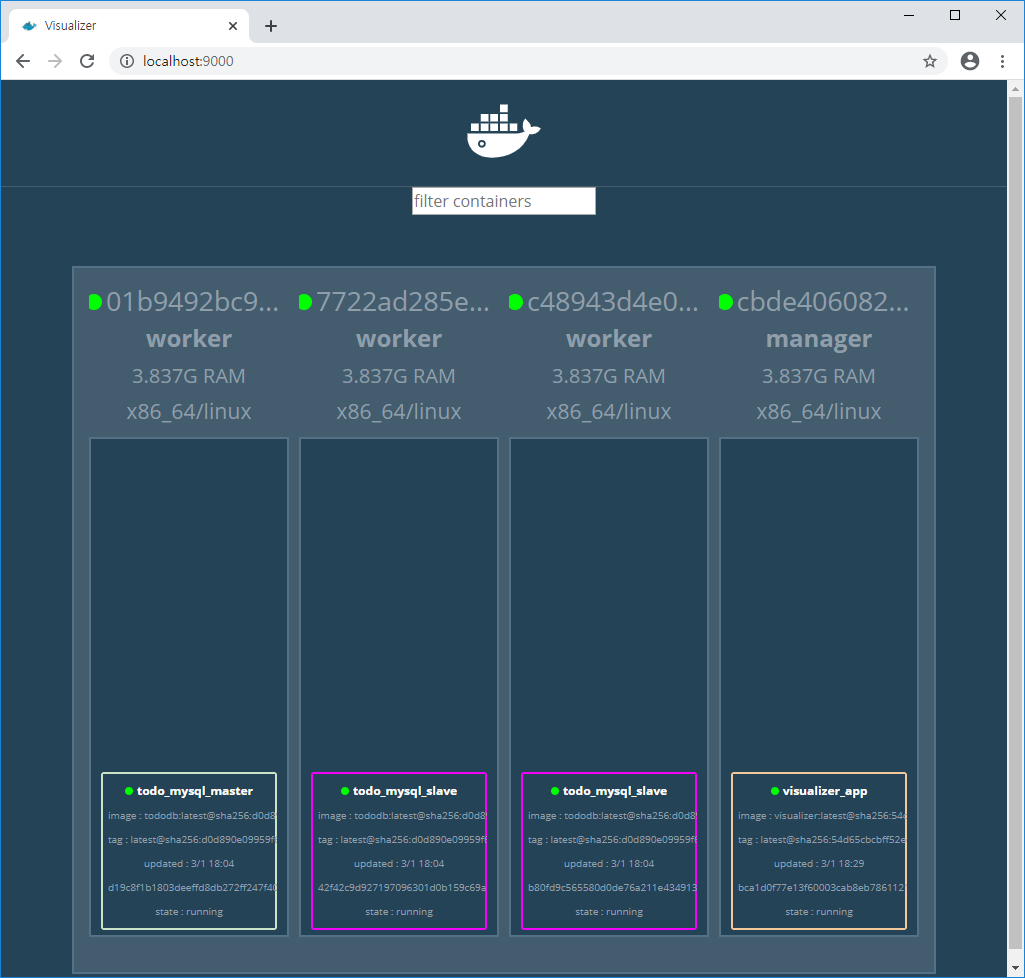 Visualizer
localhost:9000
filter containers
01b9492bc9...
worker
3.837G RAM
x86_64/linux
todo_mysql_master
image : tododb:latest@sha256:d0d8
tag : latest@sha256:d0d890e09959f
updated : 3/1 18:04
d19c8f1b1803deeffd8db272ff247f40
state : running
7722ad285e...
worker
3.837G RAM
x86_64/linux
todo_mysql_slave
image : tododb:latest@sha256:d0d8
tag : latest@sha256:d0d890e09959f
updated : 3/1 18:04
42f42c9d927197096301d0b159c69a
state : running
c48943d4e0...
worker
3.837G RAM
x86_64/linux
todo_mysql_slave
image : tododb:latest@sha256:d0d8
tag : latest@sha256:d0d890e09959f
updated : 3/1 18:04
b80fd9c565580d0de76a211e434913
state : running
cbde406082...
manager
3.837G RAM
x86_64/linux
visualizer_app
image : visualizer:latest@sha256:54
tag : latest@sha256:54d65cbcbff52e
updated : 3/1 18:29
bca1d0f77e13f60003cab8eb786112
state : running